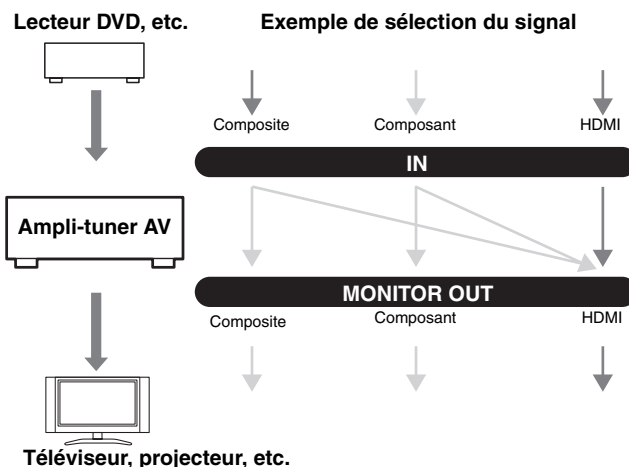 Lecteur DVD, etc.
Exemple de sélection du signal
Composite
Composant
HDMI
IN
Ampli-tuner AV
MONITOR OUT
Composite
Composant
HDMI
Téléviseur, projecteur, etc.